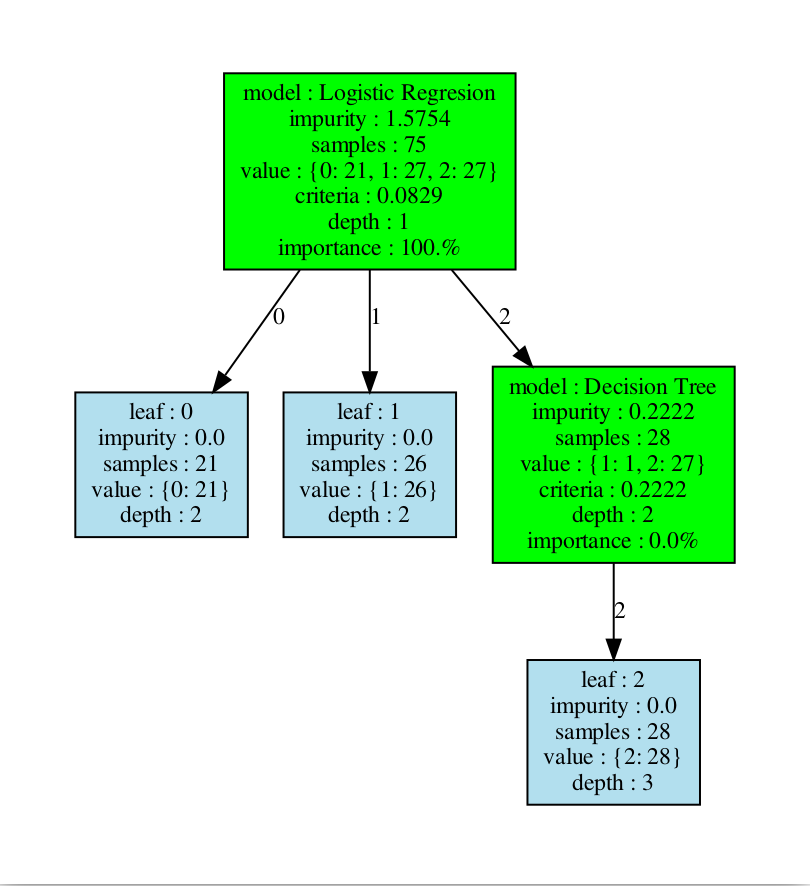 model : Logistic Regresion
impurity : 1.5754
samples : 75
value : {0: 21, 1: 27, 2: 27}
criteria : 0.0829
depth : 1
importance : 100.%
0
1
2
leaf : 0
impurity : 0.0
samples : 21
value : {0: 21}
depth : 2
leaf : 1
impurity : 0.0
samples : 26
value : {1: 26}
depth : 2
model : Decision Tree
impurity : 0.2222
samples : 28
value : {1: 1, 2: 27}
criteria : 0.2222
depth : 2
importance : 0.0%
2
leaf : 2
impurity : 0.0
samples : 28
value : {2: 28}
depth : 3